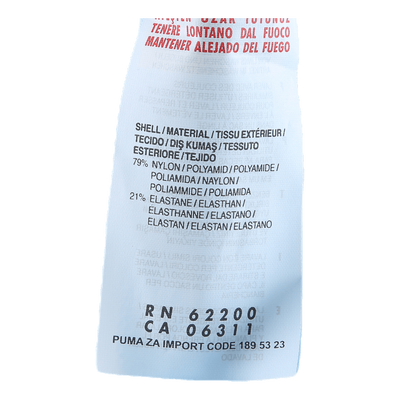 TENERE LONTANO DAL FUOCO
MANTENER ALEJADO DEL FUEGO
SHELL / MATERIAL / TISSU EXTÉRIEUR /
TECIDO / DIŞ KUMAŞ / TESSUTO
ESTERIORE / TEJIDO
79% NYLON / POLYAMID / POLYAMIDE /
POLIAMIDA / NAYLON /
POLIAMMIDE / POLIAMIDA
21% ELASTANE / ELASTHAN /
ELASTHANNE / ELASTANO /
ELASTAN / ELASTAN / ELASTANO
RN 62200
CA 06311
PUMA ZA IMPORT CODE 189 53 23